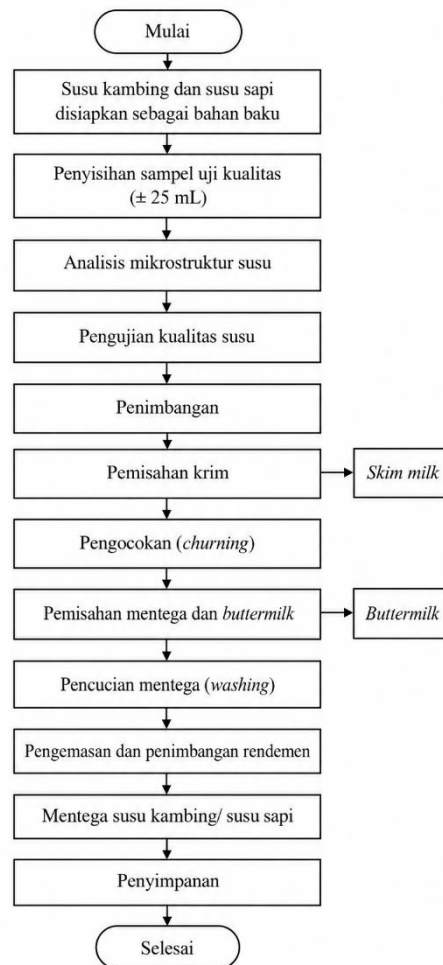 Mulai
Susu kambing dan susu sapi
disiapkan sebagai bahan baku
Penyisihan sampel uji kualitas
(± 25 mL)
Analisis mikrostruktur susu
Pengujian kualitas susu
Penimbangan
Pemisahan krim
Skim milk
Pengocokan (churning)
Pemisahan mentega dan buttermilk
Buttermilk
Pencucian mentega (washing)
Pengemasan dan penimbangan rendemen
Mentega susu kambing/ susu sapi
Penyimpanan
Selesai